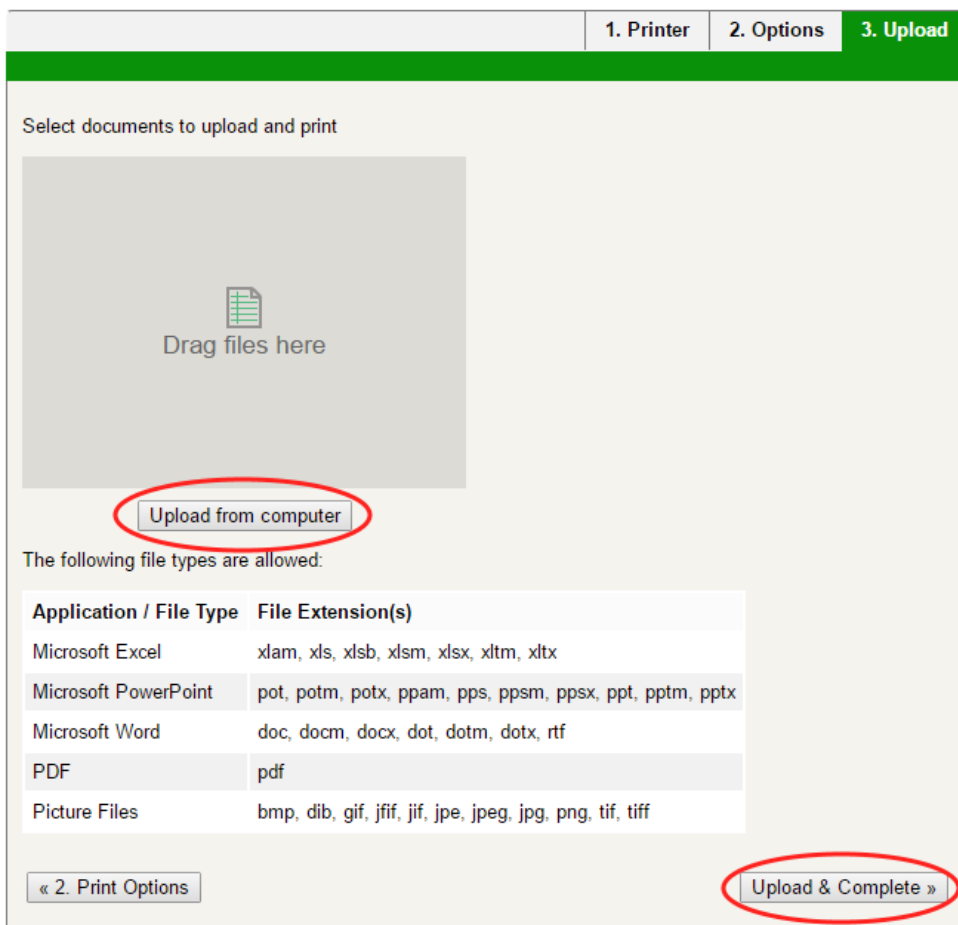 1. Printer 2. Options 3. Upload
Select documents to upload and print
Drag files here
Upload from computer
The following file types are allowed:
Application / File Type File Extension(s)
Microsoft Excel xlam, xls, xlsb, xlsm, xlsx, xltm, xltx
Microsoft PowerPoint pot, potm, potx, ppam, pps, ppsm, ppsx, ppt, pptm, pptx
Microsoft Word doc, docm, docx, dot, dotm, dotx, rtf
PDF pdf
Picture Files bmp, dib, gif, jfif, jif, jpe, jpeg, jpg, png, tif, tiff
« 2. Print Options Upload & Complete »